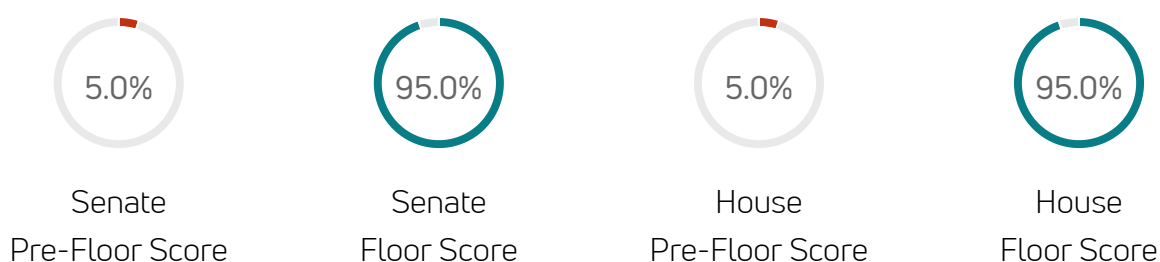 5.0%
Senate
Pre-Floor Score
95.0%
Senate
Floor Score
5.0%
House
Pre-Floor Score
95.0%
House
Floor Score